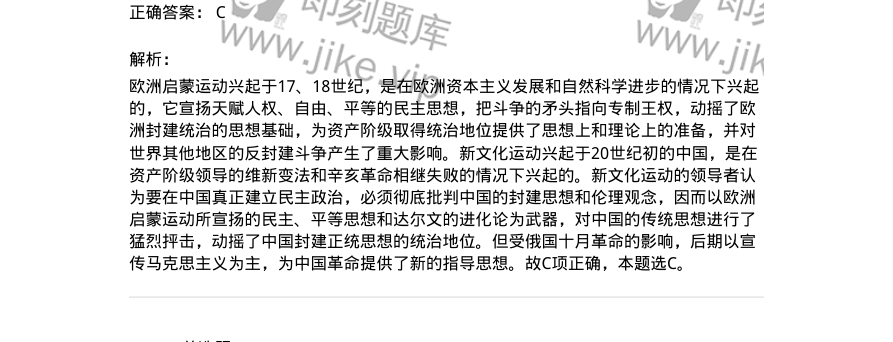 正确答案： C
即刻题库
www.jike.vip
解析：
欧洲启蒙运动兴起于17、18世纪，是在欧洲资本主义发展和自然科学进步的情况下兴起
的，它宣扬天赋人权、自由、平等的民主思想，把斗争的矛头指向专制王权，动摇了欧
洲封建统治的思想基础，为资产阶级取得统治地位提供了思想上和理论上的准备，并对
世界其他地区的反封建斗争产生了重大影响。新文化运动兴起于20世纪初的中国，是在
资产阶级领导的维新变法和辛亥革命相继失败的情况下兴起的。新文化运动的领导者认
为要在中国真正建立民主政治，必须彻底批判中国的封建思想和伦理观念，因而以欧洲
启蒙运动所宣扬的民主、平等思想和达尔文的进化论为武器，对中国的传统思想进行了
猛烈抨击，动摇了中国封建正统思想的统治地位。但受俄国十月革命的影响，后期以宣
传马克思主义为主，为中国革命提供了新的指导思想。故C项正确，本题选C。